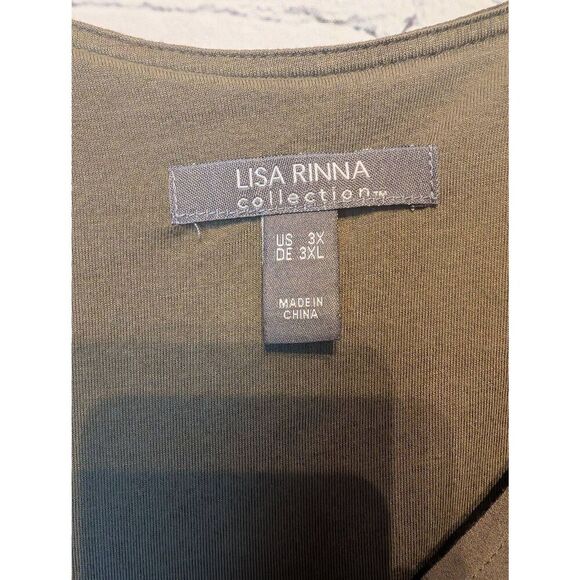 LISA RINNA
collection™
US 3X
DE 3XL
MADE IN
CHINA